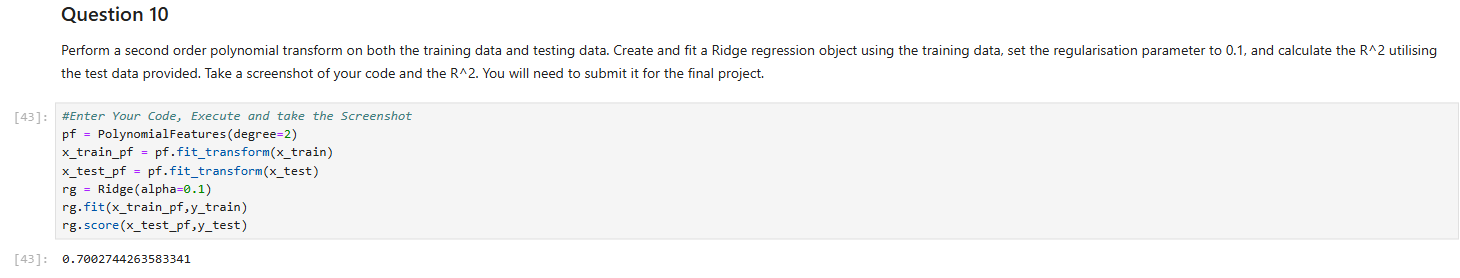 Question 10
Perform a second order polynomial transform on both the training data and testing data. Create and fit a Ridge regression object using the training data, set the regularisation parameter to 0.1, and calculate the R^2 utilising
the test data provided. Take a screenshot of your code and the R^2. You will need to submit it for the final project.
[43]: #Enter Your Code, Execute and take the Screenshot
pf = PolynomialFeatures(degree=2)
x_train_pf = pf.fit_transform(x_train)
x_test_pf = pf.fit_transform(x_test)
rg = Ridge(alpha=0.1)
rg.fit(x_train_pf,y_train)
rg.score(x_test_pf,y_test)
[43]: 0.7002744263583341